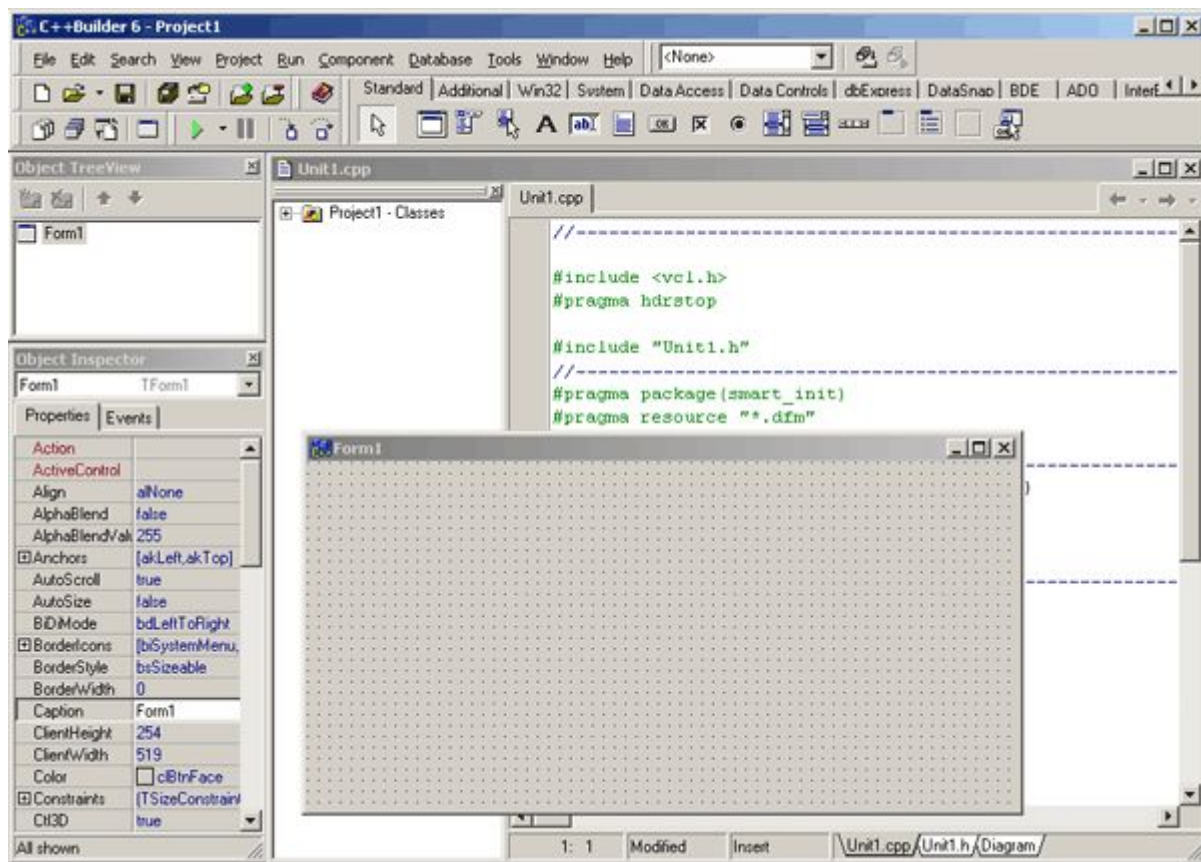 C++Builder 6 - Project1
File Edit Search View Project Run Component Database Tools Window Help <None>
Standard Additional Win32 System Data Access Data Controls dbExpress DataSnap BDE ADO
A ab OK
Object TreeView
Form1
Unit1.cpp
Project1 - Classes
Unit1.cpp
//------------------------------------------------------
#include <vcl.h>
#pragma hdrstop
#include "Unit1.h"
//------------------------------------------------------
#pragma package(smart_init)
#pragma resource "*.dfm"
Object Inspector
Form1 TForm1
Properties Events
Action
ActiveControl
Align alNone
AlphaBlend false
255
Anchors [akLeft,akTop]
AutoScroll true
AutoSize false
BiDiMode bdLeftToRight
BorderIcons [biSystemMenu,
BorderStyle bsSizeable
BorderWidth 0
Caption Form1
ClientHeight 254
ClientWidth 519
Color clBtnFace
Constraints
Ctl3D true
All shown
Form1
)
1: 1 Modified Insert Unit1.cpp Unit1.h Diagram